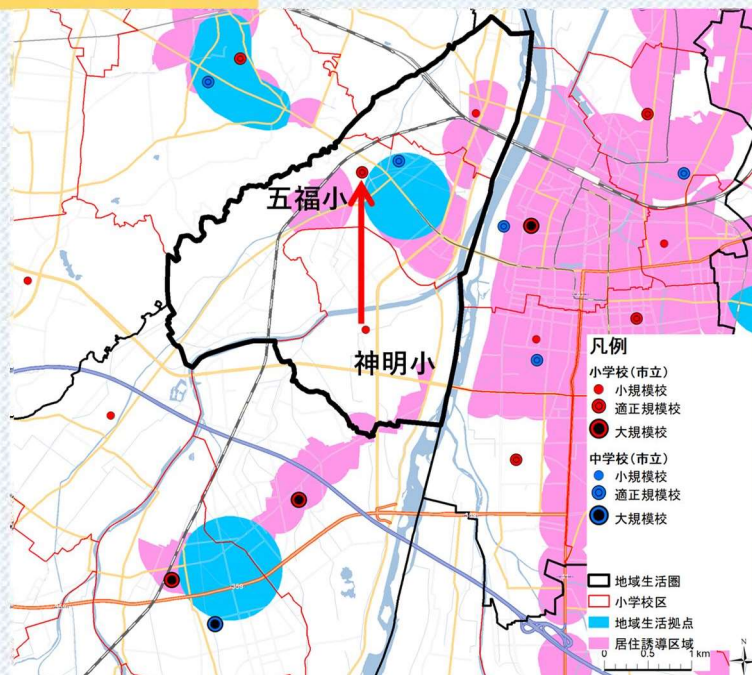 五福小
神明小
凡例
小学校(市立)
小規模校
適正規模校
大規模校
中学校(市立)
小規模校
適正規模校
大規模校
地域生活圏
小学校区
地域生活拠点
居住誘導区域
0 0.5 1 km
N
359